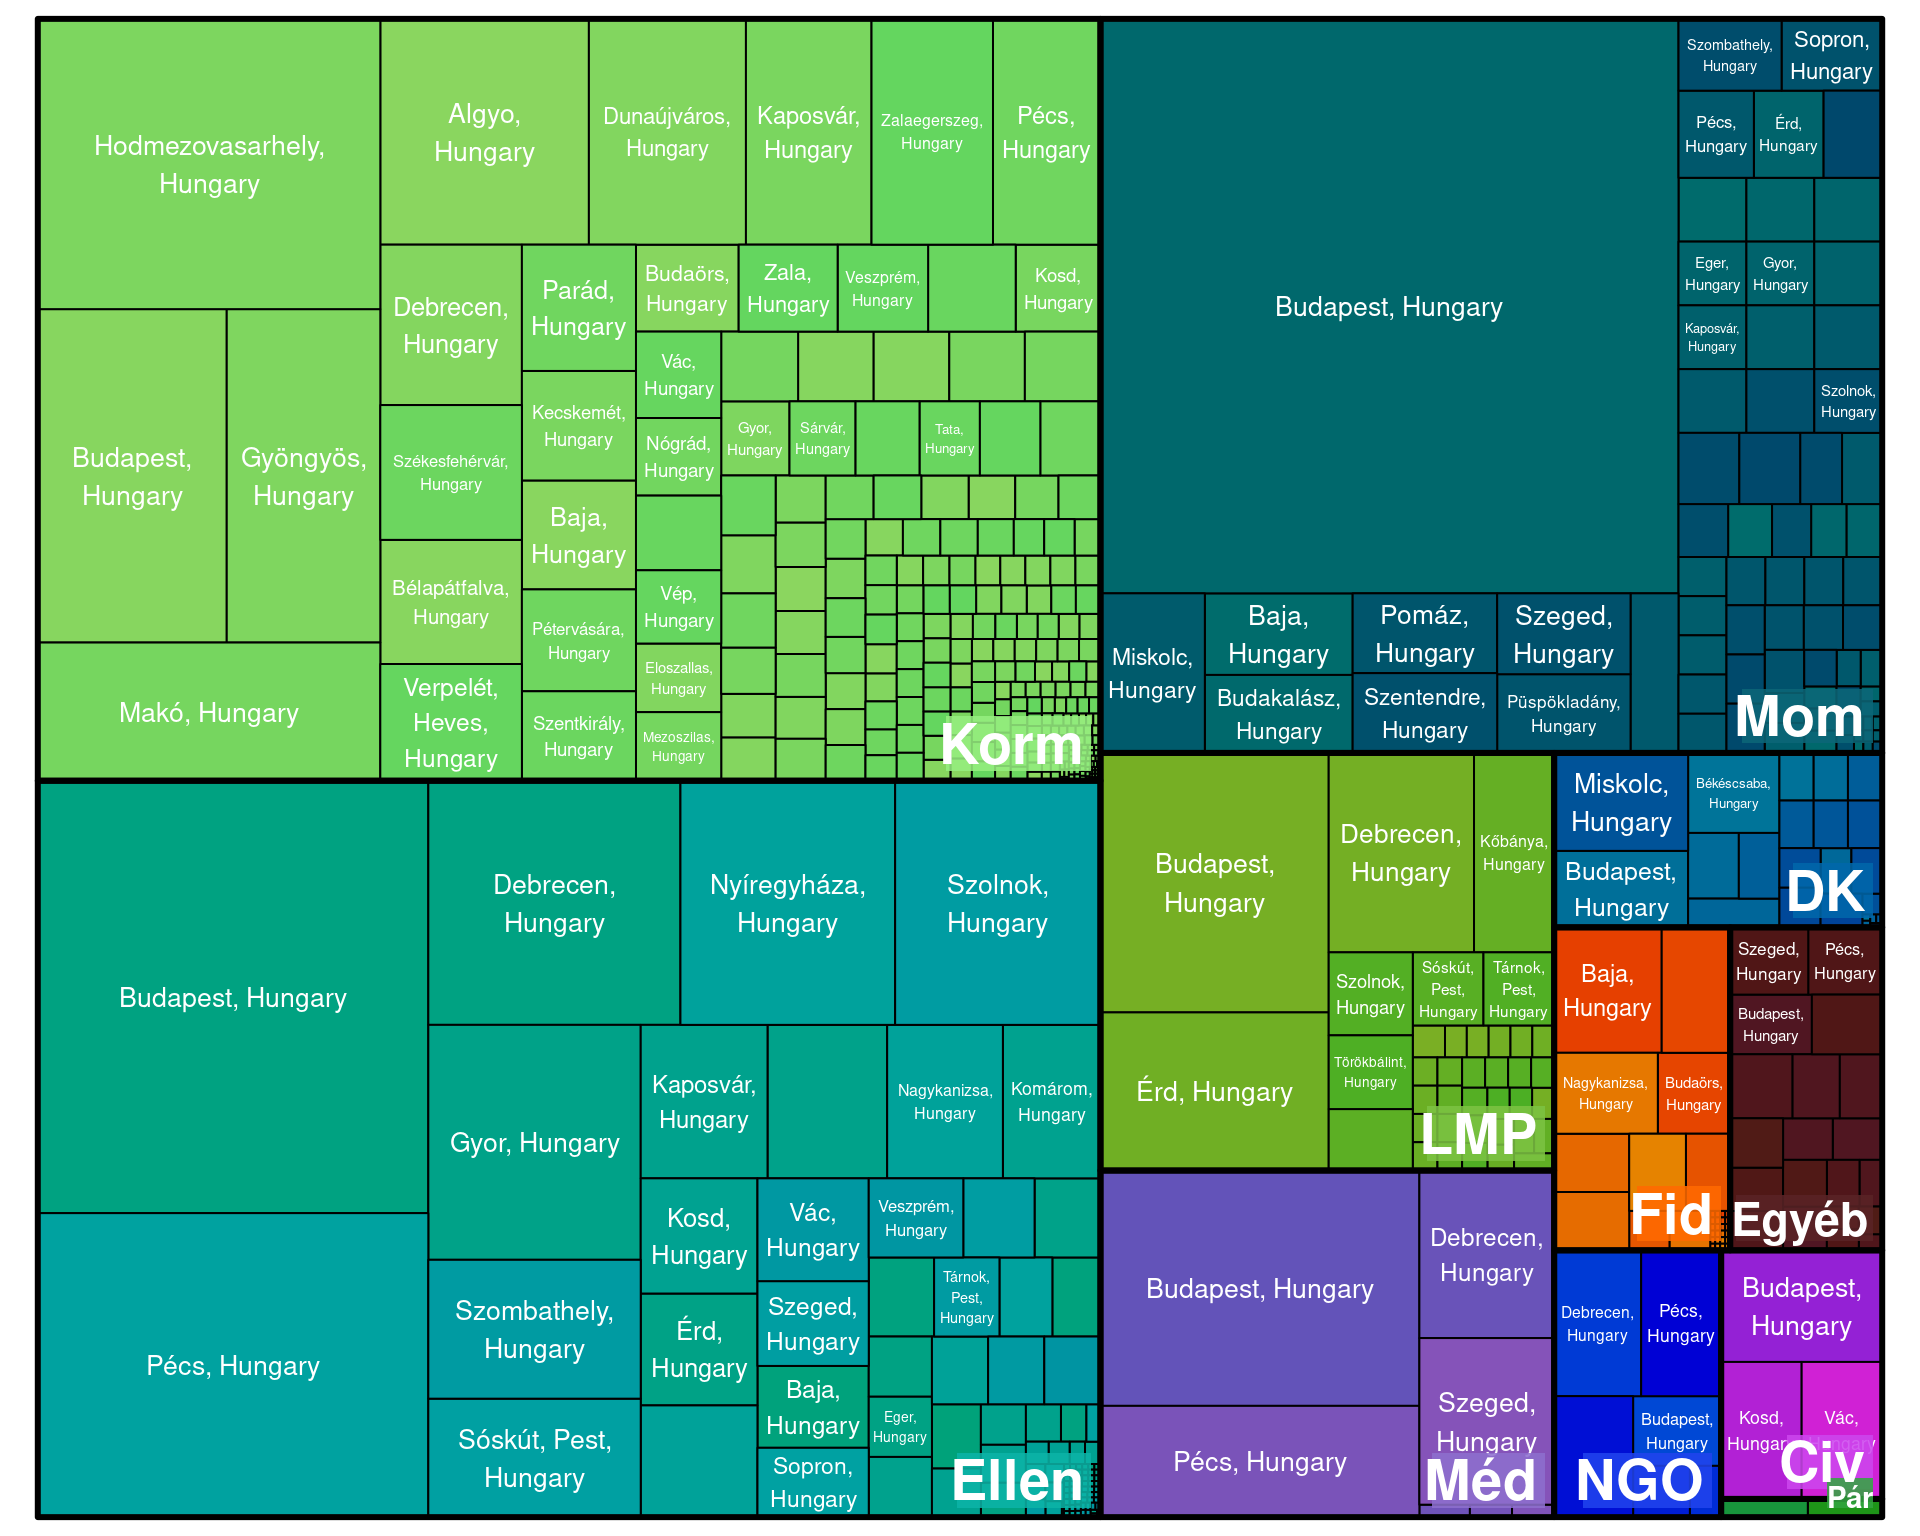 Hodmezovasarhely,
Hungary
Algyo,
Hungary
Dunaújváros,
Hungary
Kaposvár,
Hungary
Zalaegerszeg,
Hungary
Pécs,
Hungary
Budapest,
Hungary
Gyöngyös,
Hungary
Makó, Hungary
Debrecen,
Hungary
Székesfehérvár,
Hungary
Bélapátfalva,
Hungary
Verpelét,
Heves,
Hungary
Parád,
Hungary
Kecskemét,
Hungary
Baja,
Hungary
Pétervására,
Hungary
Szentkirály,
Hungary
Budaörs,
Hungary
Zala,
Hungary
Veszprém,
Hungary
Kosd,
Hungary
Vác,
Hungary
Nógrád,
Hungary
Gyor,
Hungary
Sárvár,
Hungary
Tata,
Hungary
Vép,
Hungary
Eloszallas,
Hungary
Mezoszilas,
Hungary
Korm
Budapest, Hungary
Szombathely,
Hungary
Sopron,
Hungary
Pécs,
Hungary
Érd,
Hungary
Eger,
Hungary
Gyor,
Hungary
Kaposvár,
Hungary
Szolnok,
Hungary
Miskolc,
Hungary
Baja,
Hungary
Budakalász,
Hungary
Pomáz,
Hungary
Szentendre,
Hungary
Szeged,
Hungary
Püspökladány,
Hungary
Mom
Budapest, Hungary
Pécs, Hungary
Debrecen,
Hungary
Nyíregyháza,
Hungary
Szolnok,
Hungary
Gyor, Hungary
Szombathely,
Hungary
Sóskút, Pest,
Hungary
Kaposvár,
Hungary
Nagykanizsa,
Hungary
Komárom,
Hungary
Kosd,
Hungary
Érd,
Hungary
Vác,
Hungary
Szeged,
Hungary
Baja,
Hungary
Sopron,
Hungary
Veszprém,
Hungary
Tárnok,
Pest,
Hungary
Eger,
Hungary
Ellen
Budapest,
Hungary
Érd, Hungary
Debrecen,
Hungary
Kőbánya,
Hungary
Szolnok,
Hungary
Sóskút,
Pest,
Hungary
Tárnok,
Pest,
Hungary
Törökbálint,
Hungary
LMP
Budapest, Hungary
Pécs, Hungary
Debrecen,
Hungary
Szeged,
Hungary
Méd
Miskolc,
Hungary
Budapest,
Hungary
Békéscsaba,
Hungary
DK
Baja,
Hungary
Nagykanizsa,
Hungary
Budaörs,
Hungary
Fid
Szeged,
Hungary
Pécs,
Hungary
Budapest,
Hungary
Egyéb
Debrecen,
Hungary
Pécs,
Hungary
Budapest,
Hungary
NGO
Budapest,
Hungary
Kosd,
Hungary
Vác,
Hungary
Civ
Pár